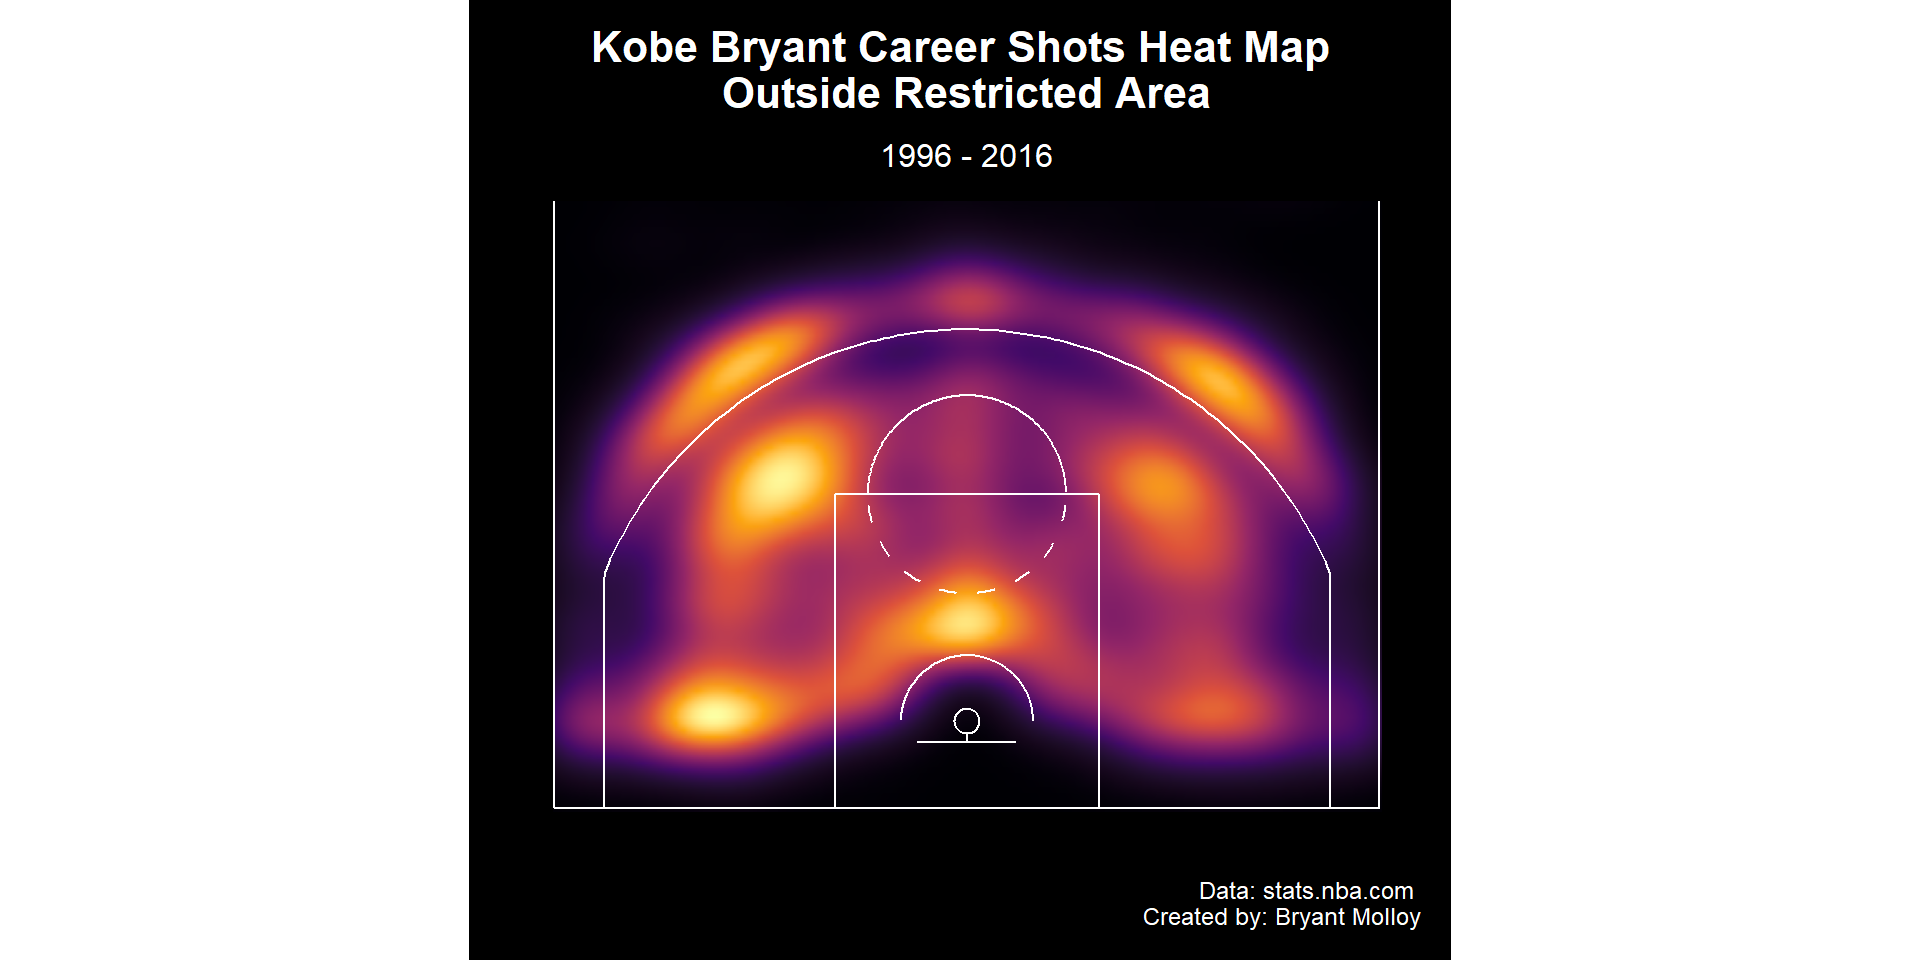 Kobe Bryant Career Shots Heat Map
Outside Restricted Area
1996 - 2016
Data: stats.nba.com
Created by: Bryant Molloy